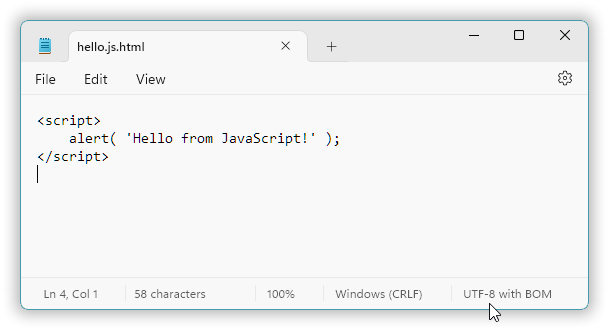 hello.js.html
File Edit View
<script>
    alert( 'Hello from JavaScript!' );
</script>
Ln 4, Col 1 58 characters 100% Windows (CRLF) UTF-8 with BOM